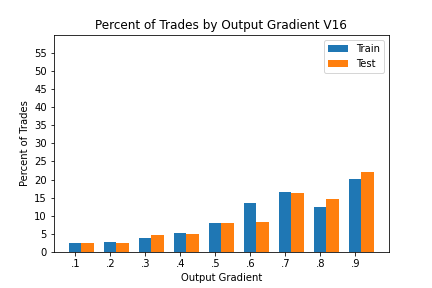 Percent of Trades by Output Gradient V16
Train
Test
Percent of Trades
55
50
45
40
35
30
25
20
15
10
5
0
.1 .2 .3 .4 .5 .6 .7 .8 .9
Output Gradient